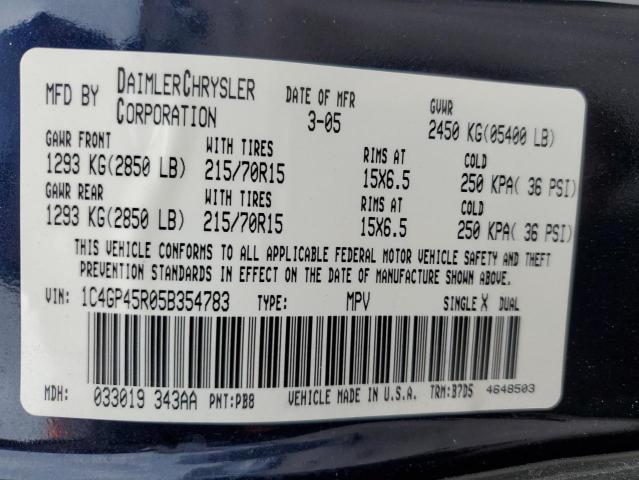 MFD BY DAIMLERCHRYSLER CORPORATION DATE OF MFR 3-05 GVWR 2450 KG(05400 LB)
GAWR FRONT WITH TIRES RIMS AT COLD
1293 KG(2850 LB) 215/70R15 15X6.5 250 KPA( 36 PSI)
GAWR REAR WITH TIRES RIMS AT COLD
1293 KG(2850 LB) 215/70R15 15X6.5 250 KPA( 36 PSI)
THIS VEHICLE CONFORMS TO ALL APPLICABLE FEDERAL MOTOR VEHICLE SAFETY AND THEFT
PREVENTION STANDARDS IN EFFECT ON THE DATE OF MANUFACTURE SHOWN ABOVE.
VIN: 1C4GP45R05B354783 TYPE: MPV SINGLE X DUAL
MDH: 033019 343AA PNT:PB8 VEHICLE MADE IN U.S.A. TRM:B7D5 4648503